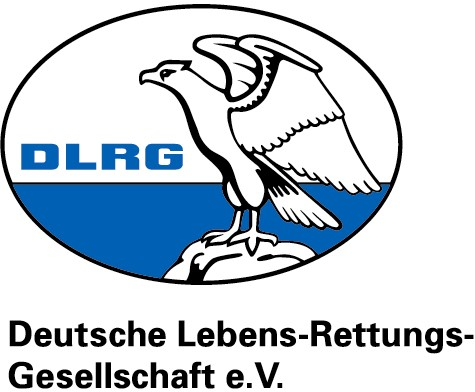 DLRG
Deutsche Lebens-Rettungs-
Gesellschaft e.V.